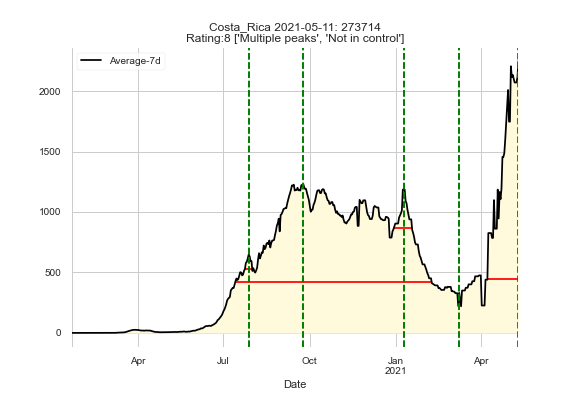 Costa_Rica 2021-05-11: 273714
Rating:8 ['Multiple peaks', 'Not in control']
Average-7d
2000
1500
1000
500
0
Apr
Jul
Oct
Jan
2021
Apr
Date